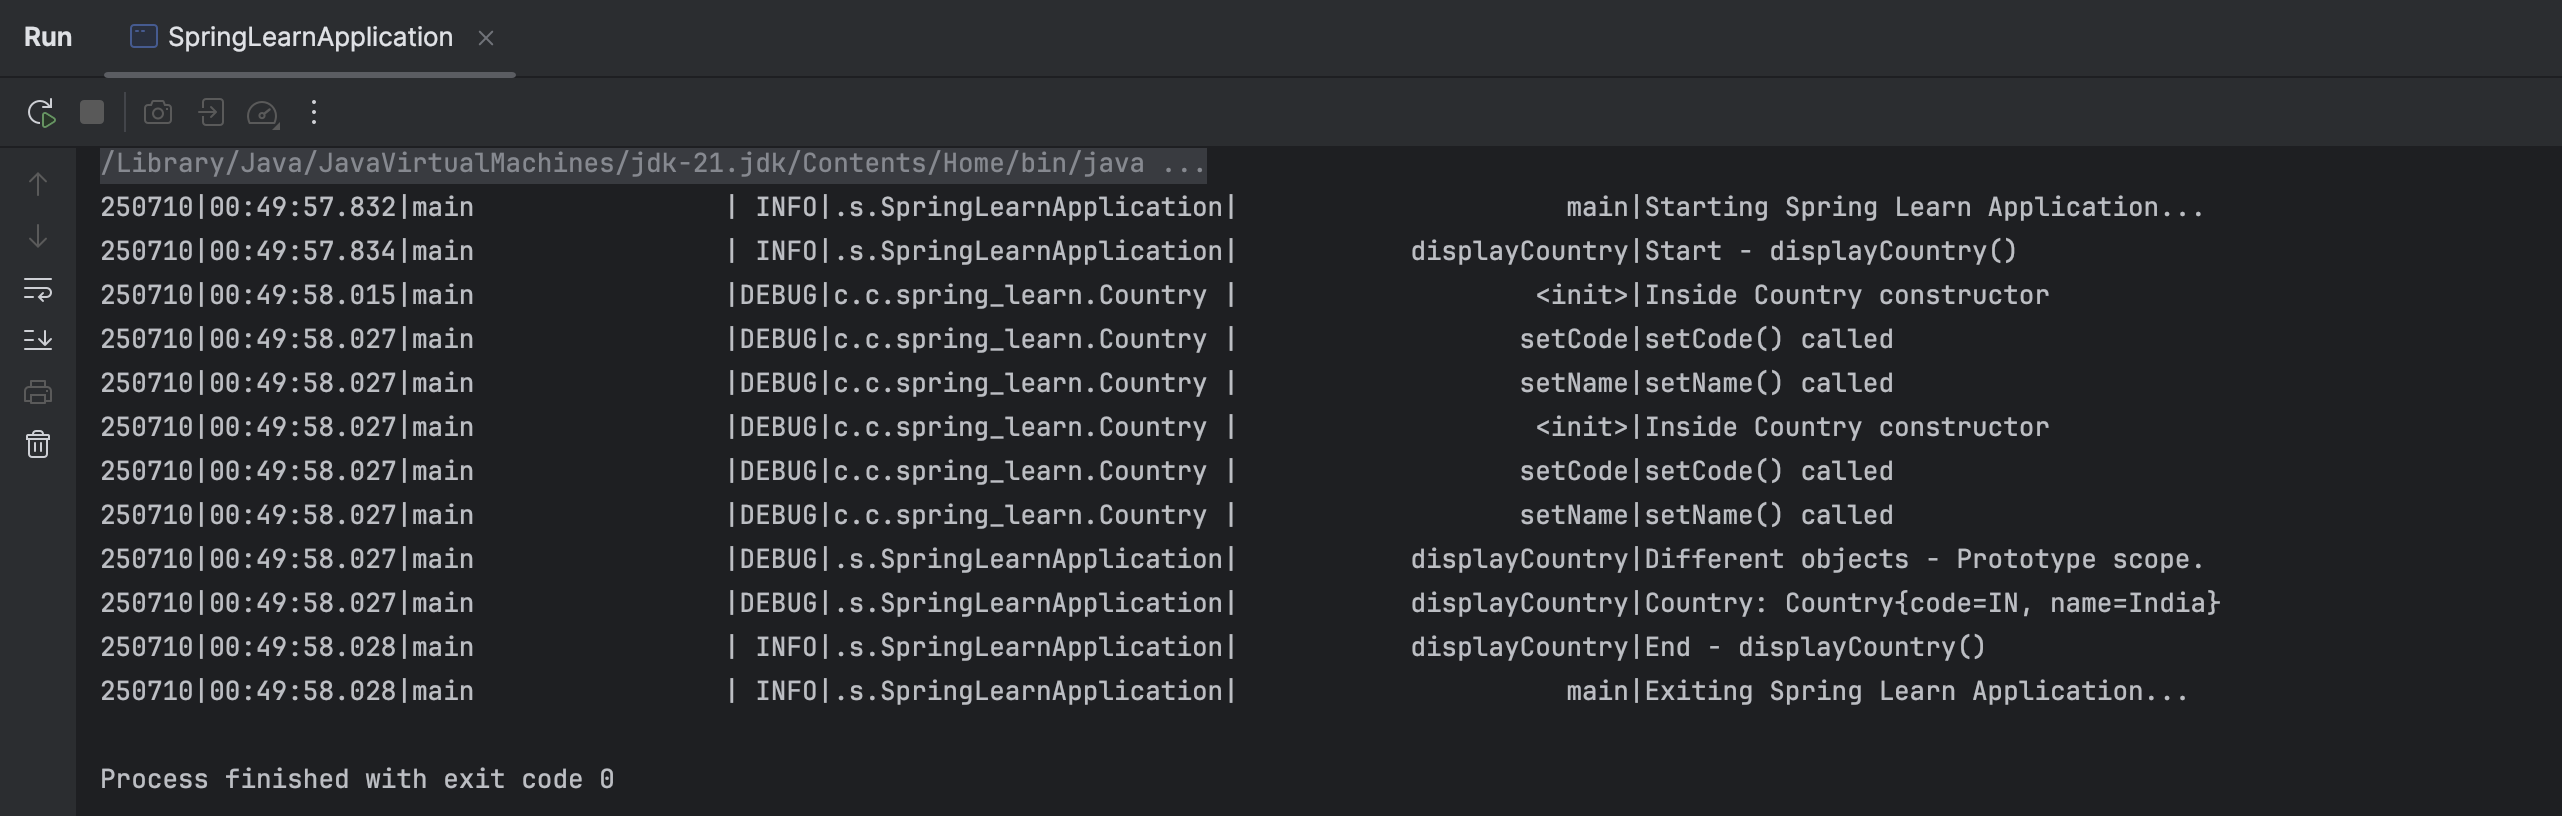 Run SpringLearnApplication
/Library/Java/JavaVirtualMachines/jdk-21.jdk/Contents/Home/bin/java ...
250710|00:49:57.832|main                | INFO|.s.SpringLearnApplication|                     main|Starting Spring Learn Application...
250710|00:49:57.834|main                | INFO|.s.SpringLearnApplication|           displayCountry|Start - displayCountry()
250710|00:49:58.015|main                |DEBUG|c.c.spring_learn.Country |                   <init>|Inside Country constructor
250710|00:49:58.027|main                |DEBUG|c.c.spring_learn.Country |                  setCode|setCode() called
250710|00:49:58.027|main                |DEBUG|c.c.spring_learn.Country |                  setName|setName() called
250710|00:49:58.027|main                |DEBUG|c.c.spring_learn.Country |                   <init>|Inside Country constructor
250710|00:49:58.027|main                |DEBUG|c.c.spring_learn.Country |                  setCode|setCode() called
250710|00:49:58.027|main                |DEBUG|c.c.spring_learn.Country |                  setName|setName() called
250710|00:49:58.027|main                |DEBUG|.s.SpringLearnApplication|           displayCountry|Different objects - Prototype scope.
250710|00:49:58.027|main                |DEBUG|.s.SpringLearnApplication|           displayCountry|Country: Country{code=IN, name=India}
250710|00:49:58.028|main                | INFO|.s.SpringLearnApplication|           displayCountry|End - displayCountry()
250710|00:49:58.028|main                | INFO|.s.SpringLearnApplication|                     main|Exiting Spring Learn Application...
Process finished with exit code 0